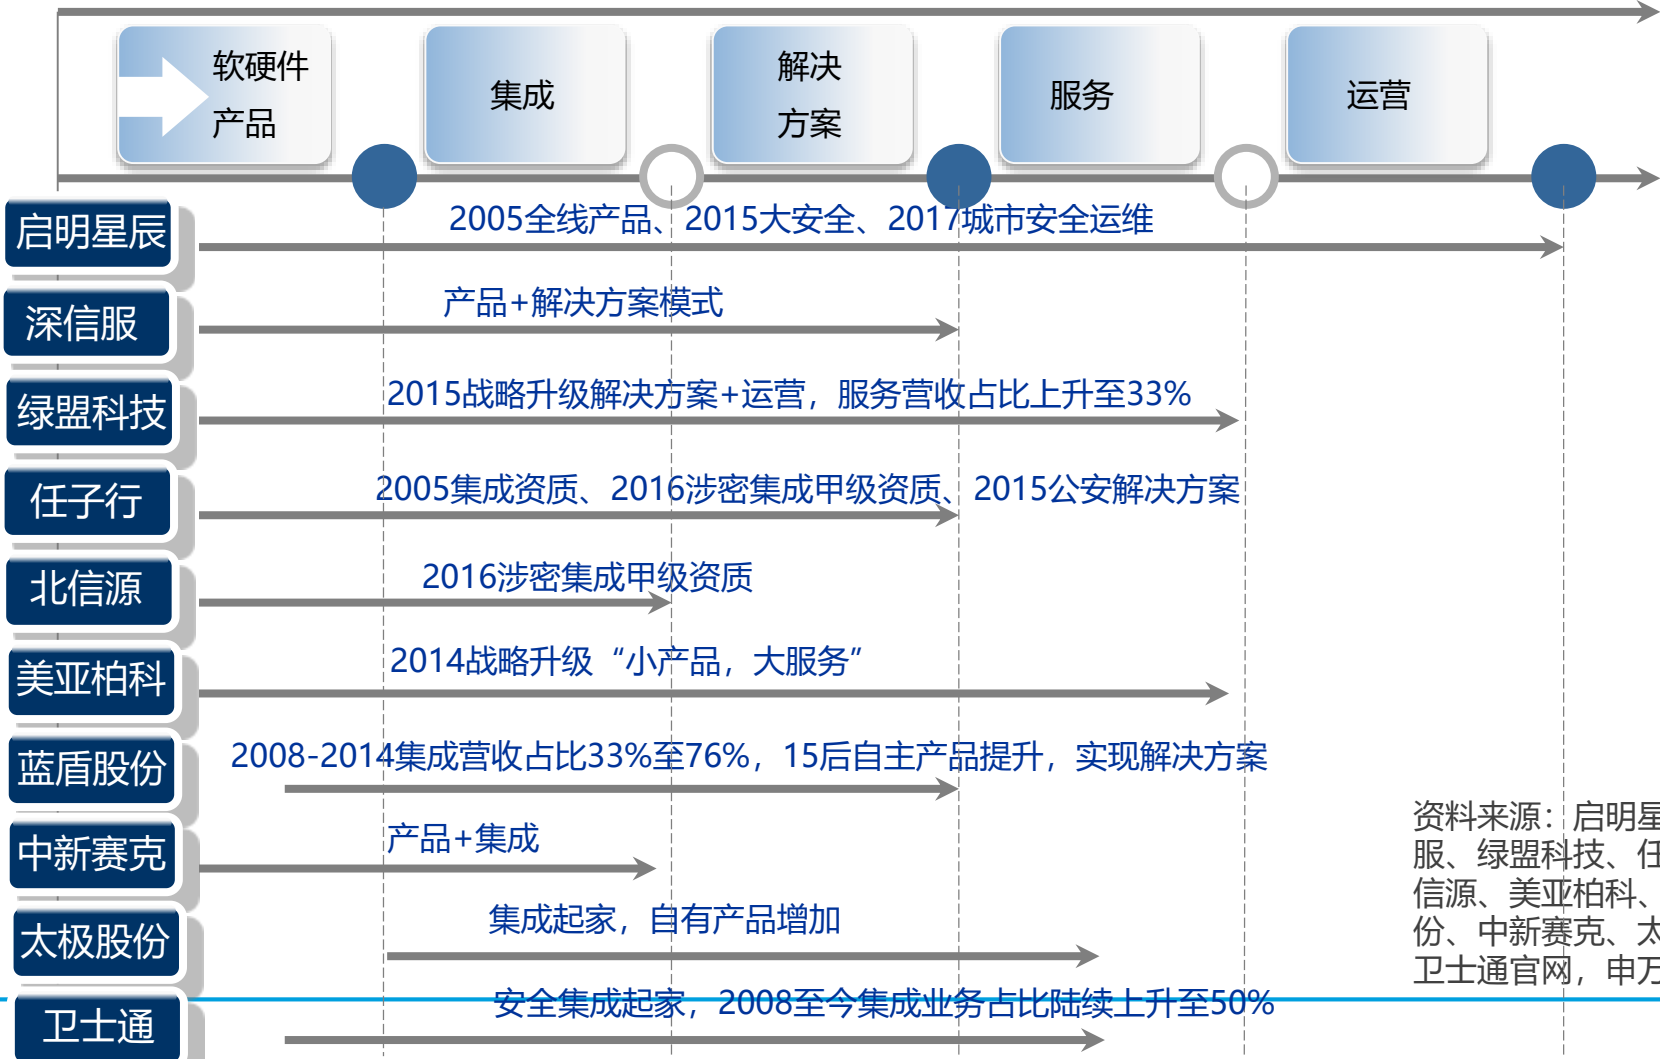 软硬件
产品
集成
解决
方案
服务
运营
启明星辰
2005全线产品、2015大安全、2017城市安全运维
深信服
产品+解决方案模式
绿盟科技
2015战略升级解决方案+运营，服务营收占比上升至33%
任子行
2005集成资质、2016涉密集成甲级资质、2015公安解决方案
北信源
2016涉密集成甲级资质
美亚柏科
2014战略升级“小产品，大服务”
蓝盾股份
2008-2014集成营收占比33%至76%，15后自主产品提升，实现解决方案
中新赛克
产品+集成
太极股份
集成起家，自有产品增加
卫士通
安全集成起家，2008至今集成业务占比陆续上升至50%
资料来源：启明星
服、绿盟科技、任
信源、美亚柏科、
份、中新赛克、太
卫士通官网，申万